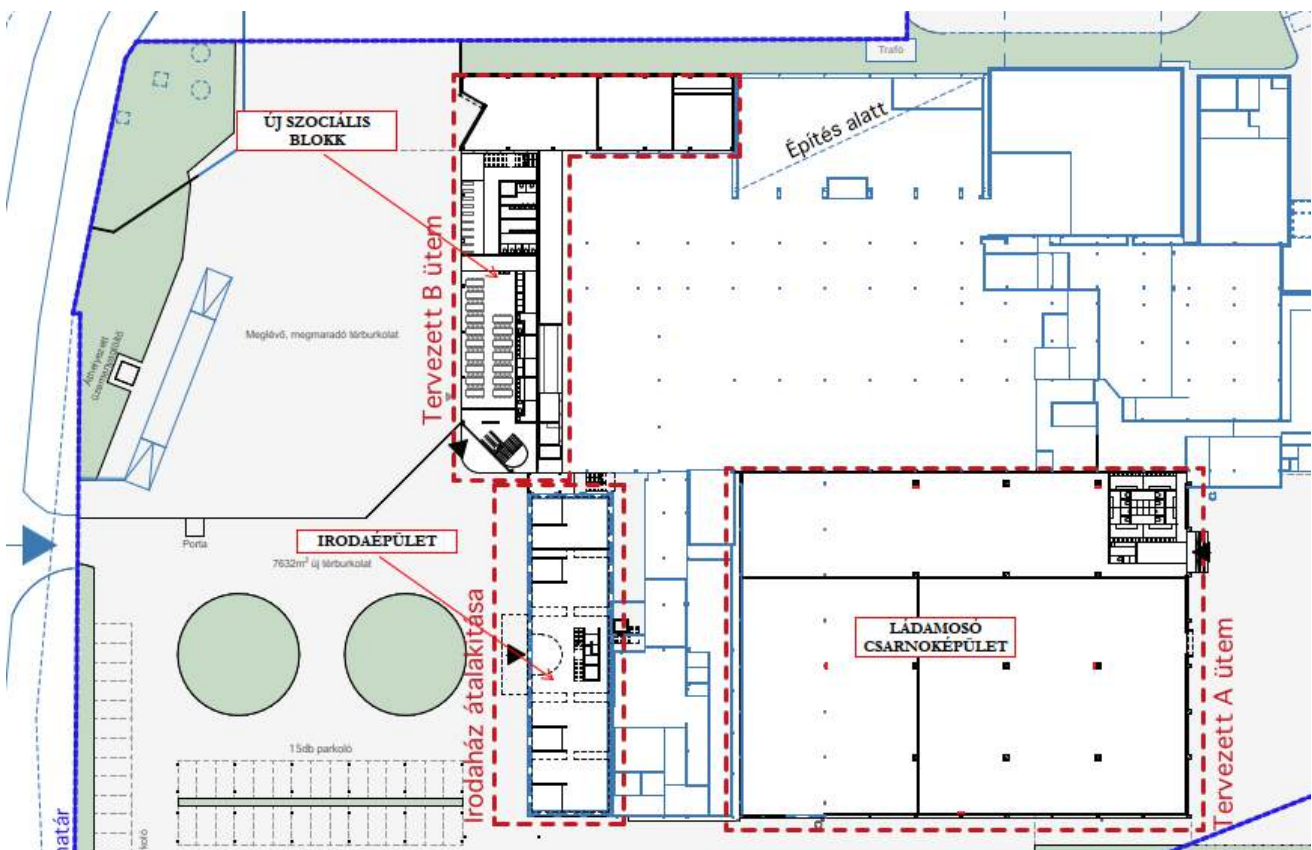 Trafó
ÚJ SZOCIÁLIS
BLOKK
Építés alatt
Tervezett B ütem
Meglévő, megmaradó térburkolat
Áthelyezett
Porta
IRODAÉPÜLET
7632m² új térburkolat
Irodaház átalakítása
LÁDAMOSÓ
CSARNOKÉPÜLET
Tervezett A ütem
15db parkoló